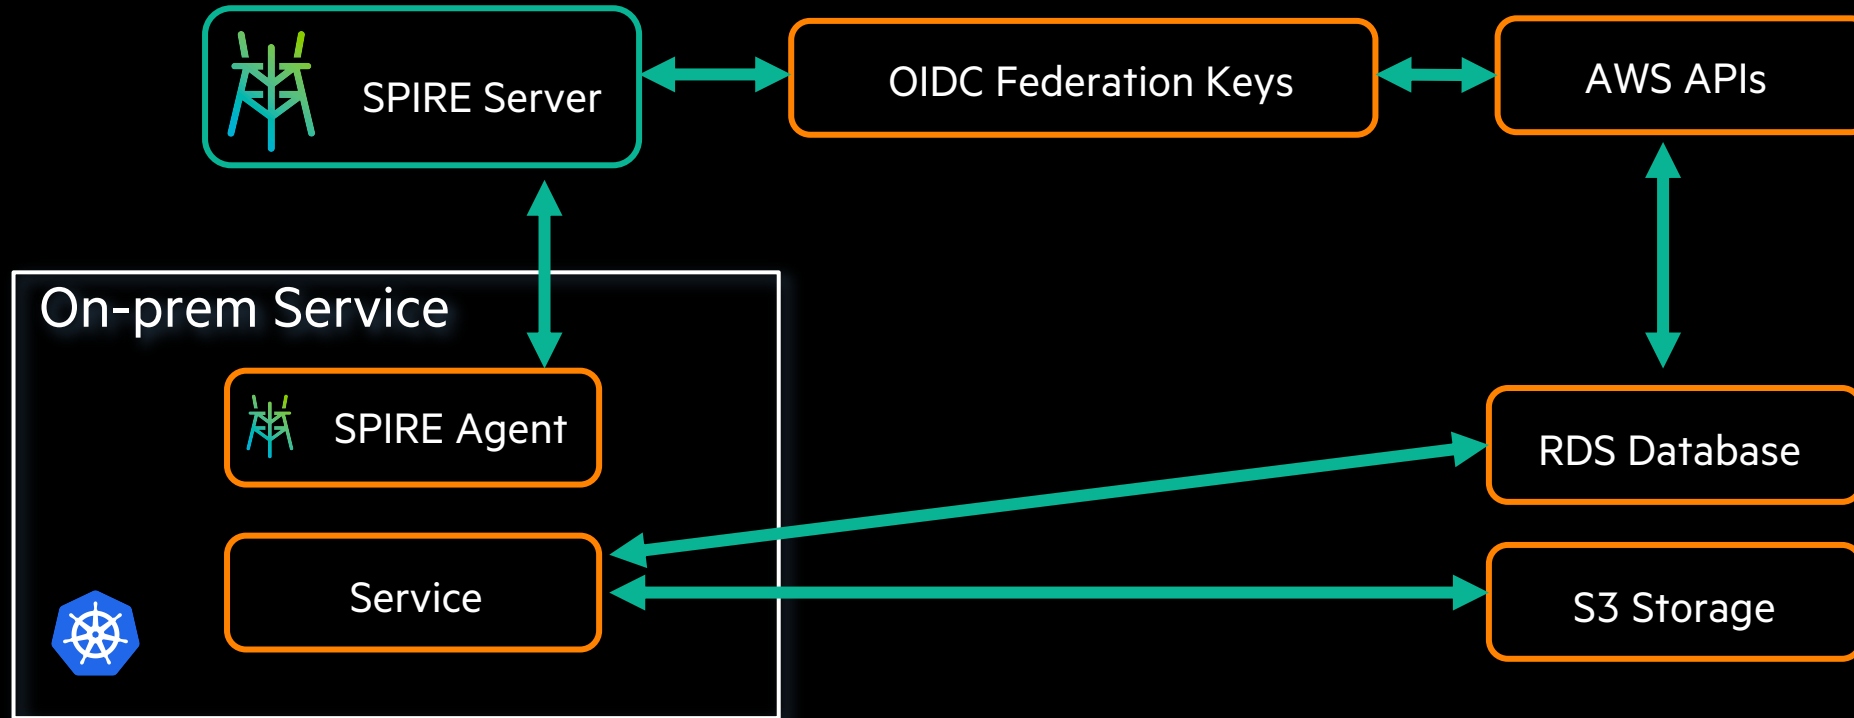 SPIRE Server
OIDC Federation Keys
AWS APIs
On-prem Service
SPIRE Agent
RDS Database
Service
S3 Storage